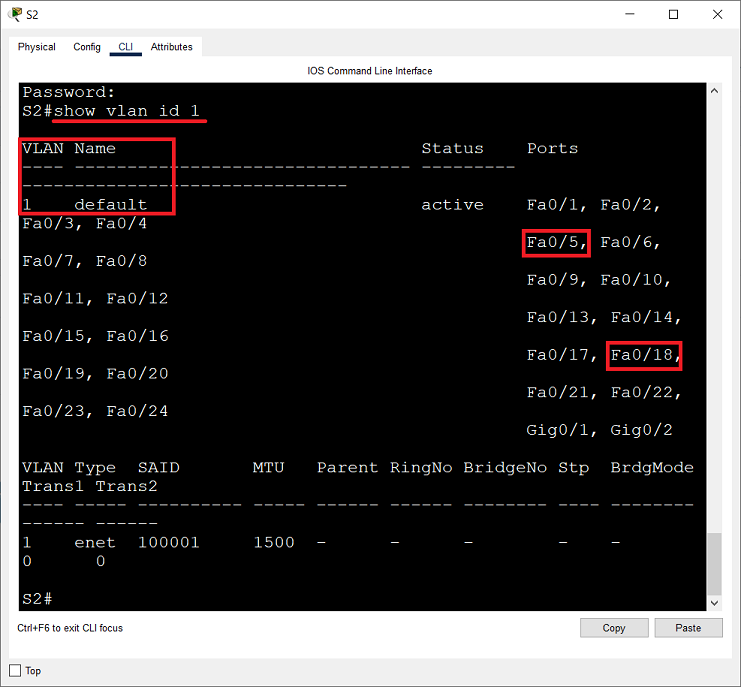 S2
Physical Config CLI Attributes
IOS Command Line Interface
Password:
S2#show vlan id 1
VLAN Name Status Ports
---- -------------------------------- ---------
-------------------------------
1 default active Fa0/1, Fa0/2,
Fa0/3, Fa0/4
Fa0/5, Fa0/6,
Fa0/7, Fa0/8
Fa0/9, Fa0/10,
Fa0/11, Fa0/12
Fa0/13, Fa0/14,
Fa0/15, Fa0/16
Fa0/17, Fa0/18,
Fa0/19, Fa0/20
Fa0/21, Fa0/22,
Fa0/23, Fa0/24
Gig0/1, Gig0/2
VLAN Type SAID MTU Parent RingNo BridgeNo Stp BrdgMode
Trans1 Trans2
---- ----- ---------- ----- ------ ------ -------- ---- --------
------ ------
1 enet 100001 1500 - - - - -
0 0
S2#
Ctrl+F6 to exit CLI focus
Copy Paste
Top